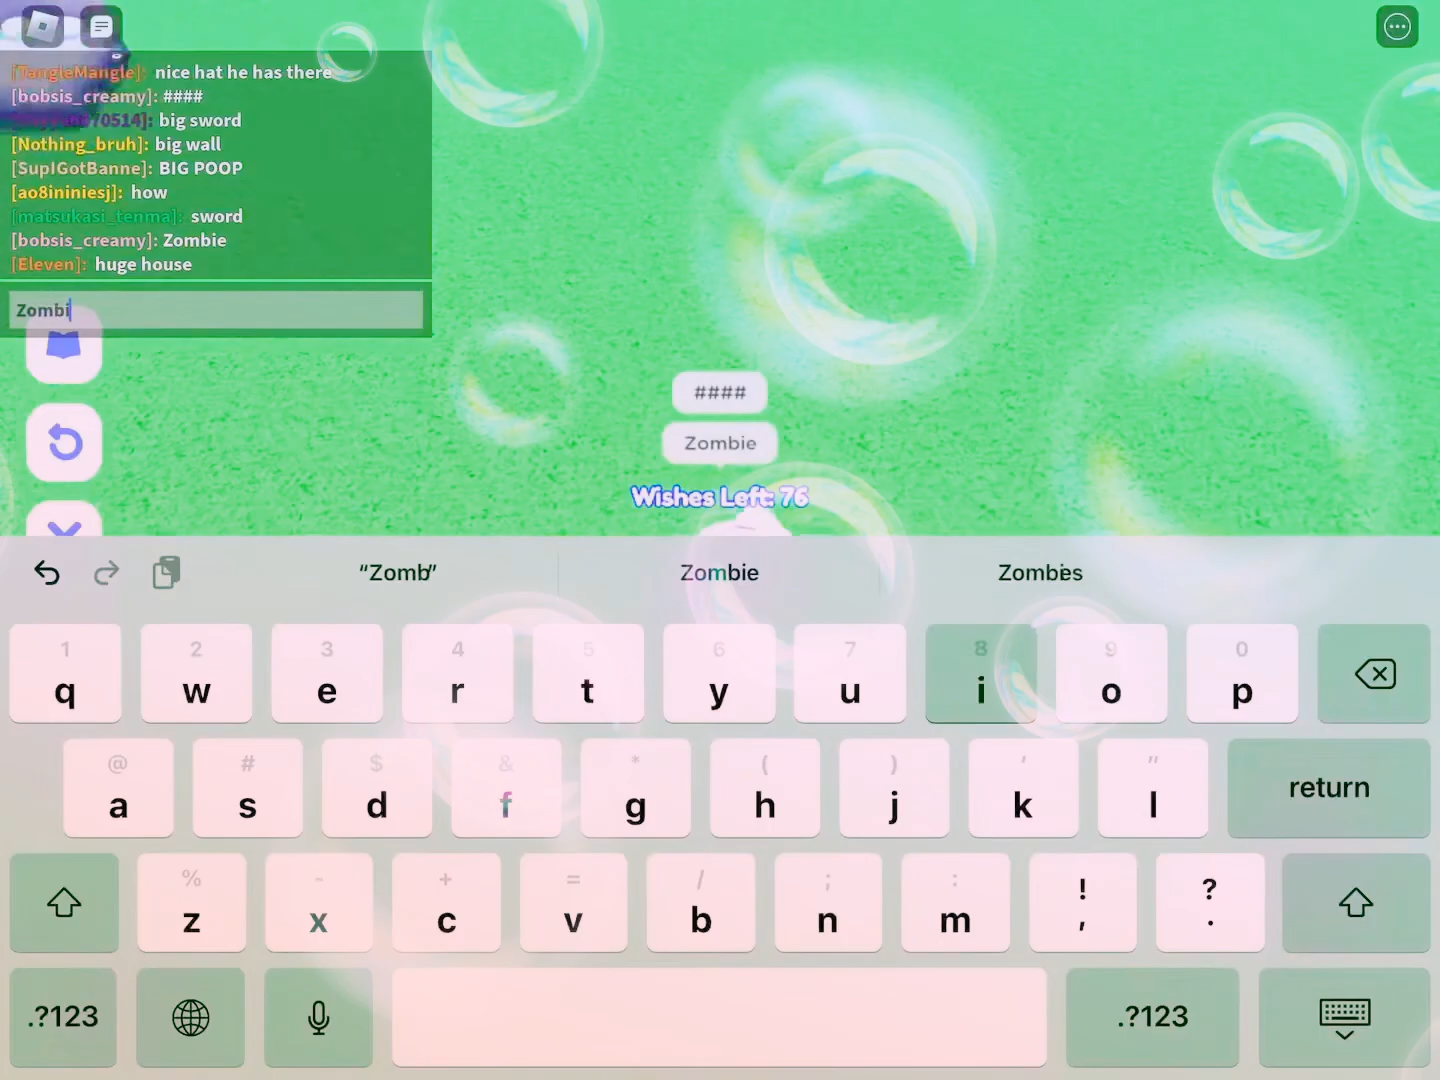 [TangleMangle]: nice hat he has there
[bobsis_creamy]: ####
70514]: big sword
[Nothing_bruh]: big wall
[SupIGotBanne]: BIG POOP
[ao8ininiesj]: how
[matsukasi_tenma]: sword
[bobsis_creamy]: Zombie
[Eleven]: huge house
Zombi
####
Zombie
Wishes Left: 76
“Zomb” Zombie Zombies
1 2 3 4 5 6 7 8 9 0
q w e r t y u i o p
@ # $ & * ( ) ' "
a s d f g h j k l return
% - + = / ; : ! ?
z x c v b n m , .
.?123 .?123